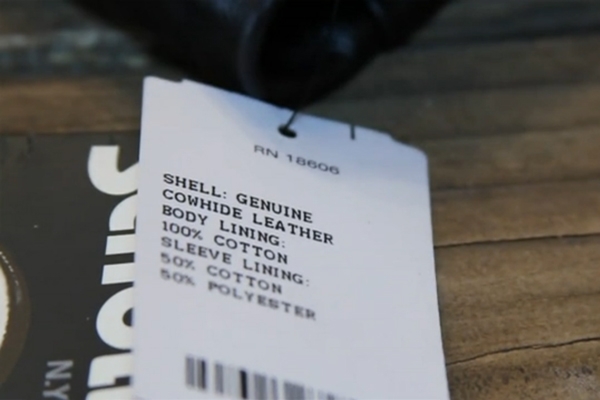 RN 18606
SHELL: GENUINE
COWHIDE LEATHER
BODY LINING:
100% COTTON
SLEEVE LINING:
50% COTTON
50% POLYESTER
N.Y